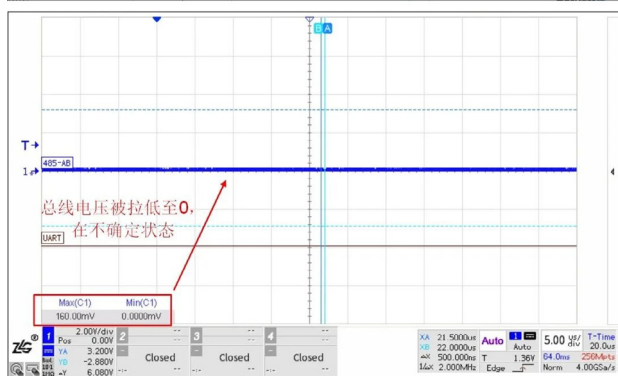 B A
T
485-AB
1
总线电压被拉低至0,
在不确定状态
UART
Max(C1) Min(C1)
160.00mV 0.0000mV
ZLG®
1 2.00V/div
Pos 0.00V
YA 3.200V
YB -2.880V
6.080V
2 -- --
Closed
3 -- --
Closed
4 -- --
Closed
XA 21.5000us
XB 22.0000us
500.000ns
2.000MHz
Auto 1
Auto
T 1.36V
Edge
5.00 us/div
T-Time
20.0us
64.0ms 256Mpts
Norm 4.00GSa/s